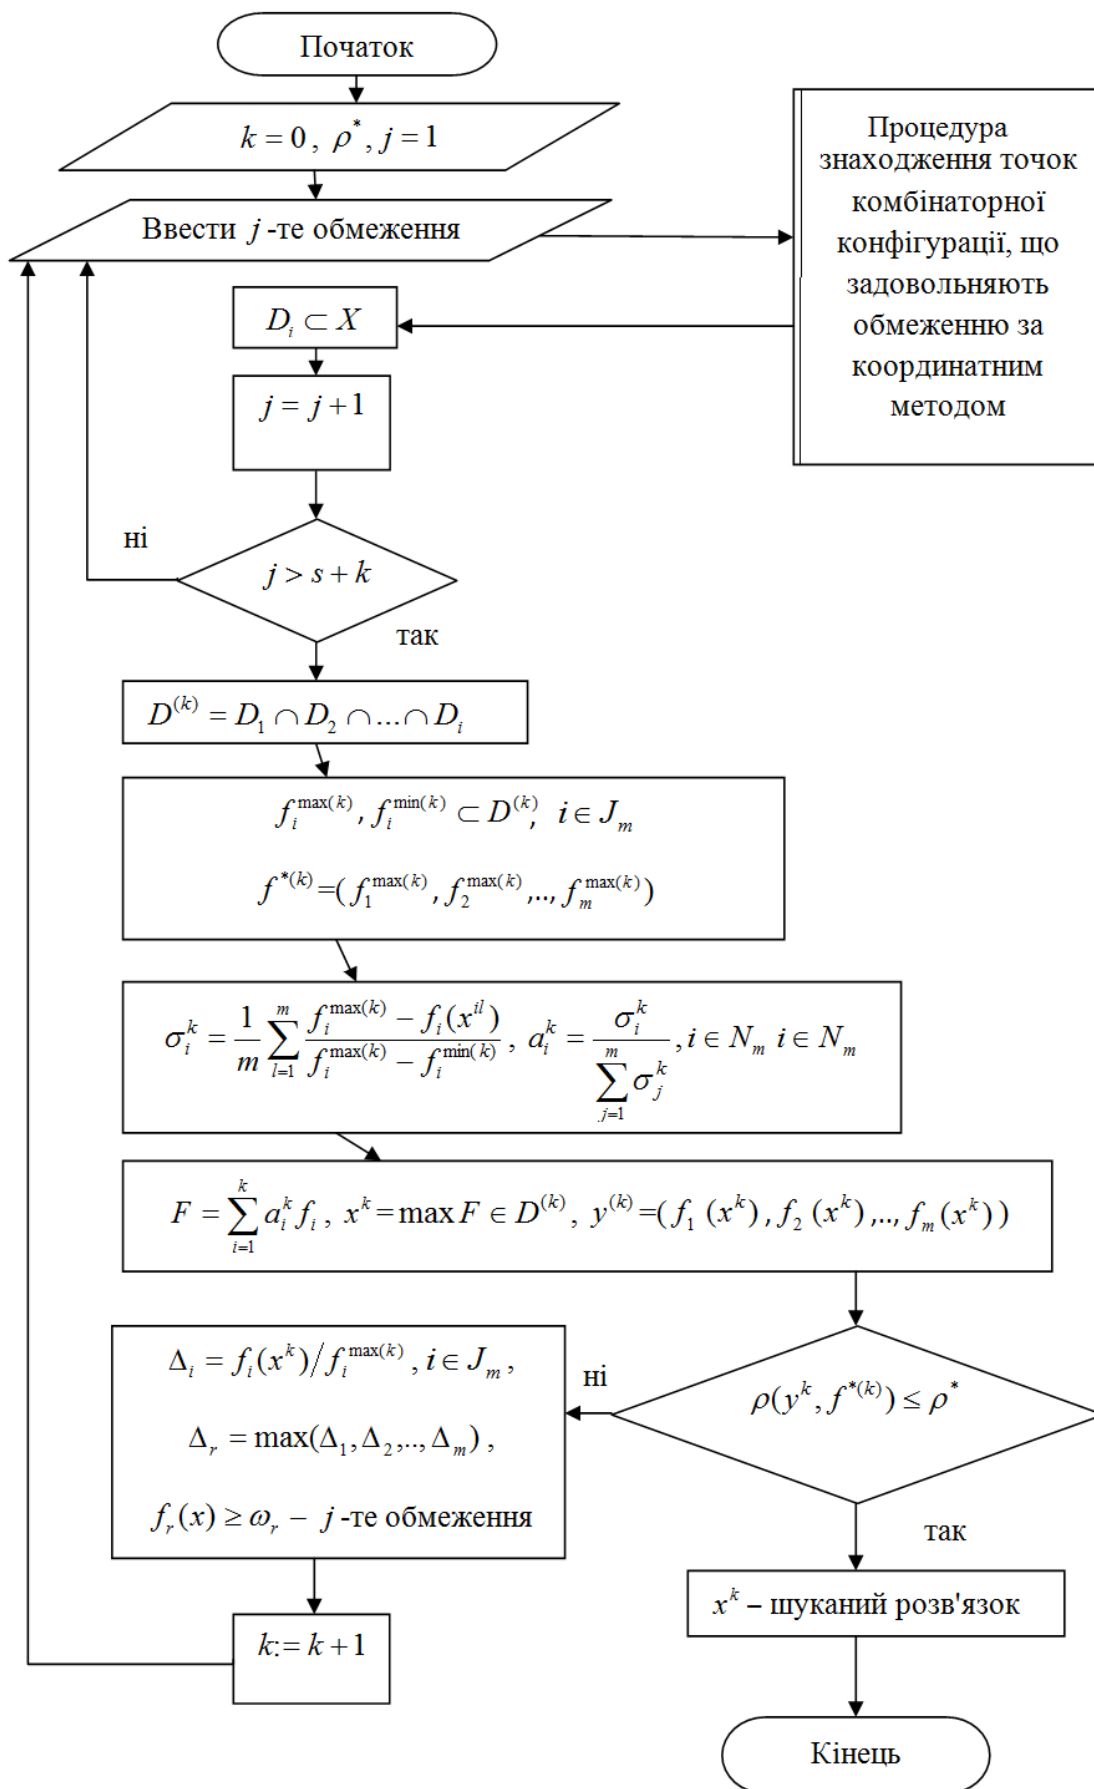 Початок
k = 0 , ρ*, j = 1
Ввести j -те обмеження
Процедура
знаходження точок
комбінаторної
конфігурації, що
задовольняють
обмеженню за
координатним
методом
D_i ⊂ X
j = j + 1
ні
j > s + k
так
D^(k) = D_1 ∩ D_2 ∩ ... ∩ D_i
f_i^max(k), f_i^min(k) ⊂ D^(k), i ∈ J_m
f^*(k)=(f_1^max(k), f_2^max(k),.., f_m^max(k))
σ_i^k = 1/m ∑_{l=1}^{m} (f_i^max(k) − f_i(x^il))/(f_i^max(k) − f_i^min(k)) , a_i^k = σ_i^k/∑_{j=1}^{m} σ_j^k , i ∈ N_m i ∈ N_m
F = ∑_{i=1}^{k} a_i^k f_i , x^k = max F ∈ D^(k), y^(k)=(f_1 (x^k), f_2 (x^k),.., f_m(x^k))
Δ_i = f_i(x^k)/f_i^max(k), i ∈ J_m ,
Δ_r = max(Δ_1, Δ_2,.., Δ_m) ,
f_r(x) ≥ ω_r − j -те обмеження
ні
ρ(y^k, f^*(k)) ≤ ρ*
так
k:= k + 1
x^k – шуканий розв'язок
Кінець